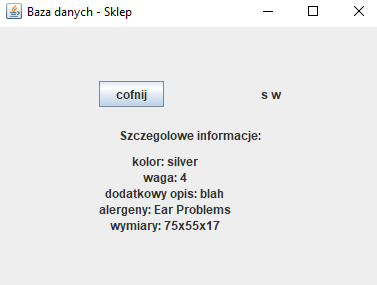 Baza danych - Sklep
cofnij
s w
Szczegolowe informacje:
kolor: silver
waga: 4
dodatkowy opis: blah
alergeny: Ear Problems
wymiary: 75x55x17